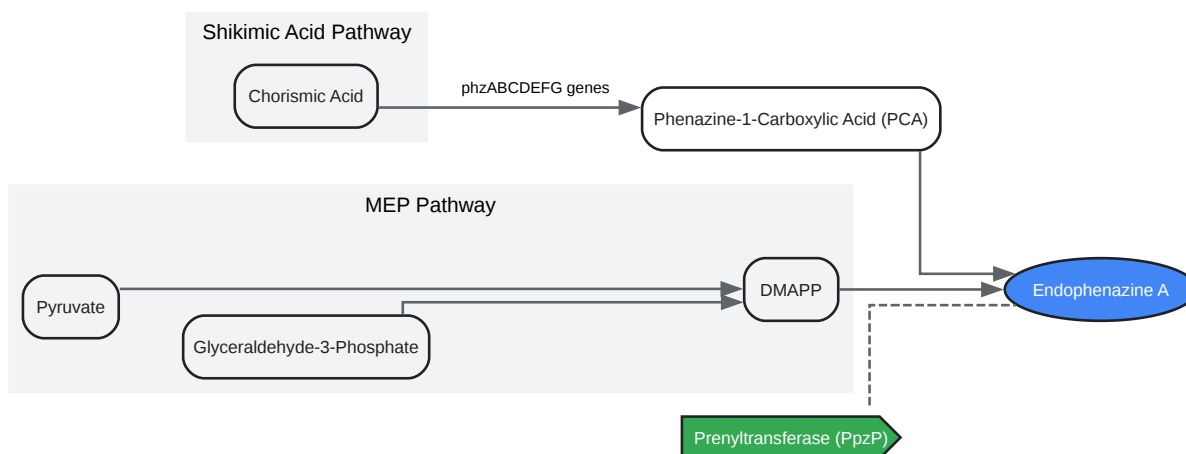 Shikimic Acid Pathway
Chorismic Acid
phzABCDEFG genes
Phenazine-1-Carboxylic Acid (PCA)
MEP Pathway
Pyruvate
Glyceraldehyde-3-Phosphate
DMAPP
Endophenazine A
Prenyltransferase (PpzP)